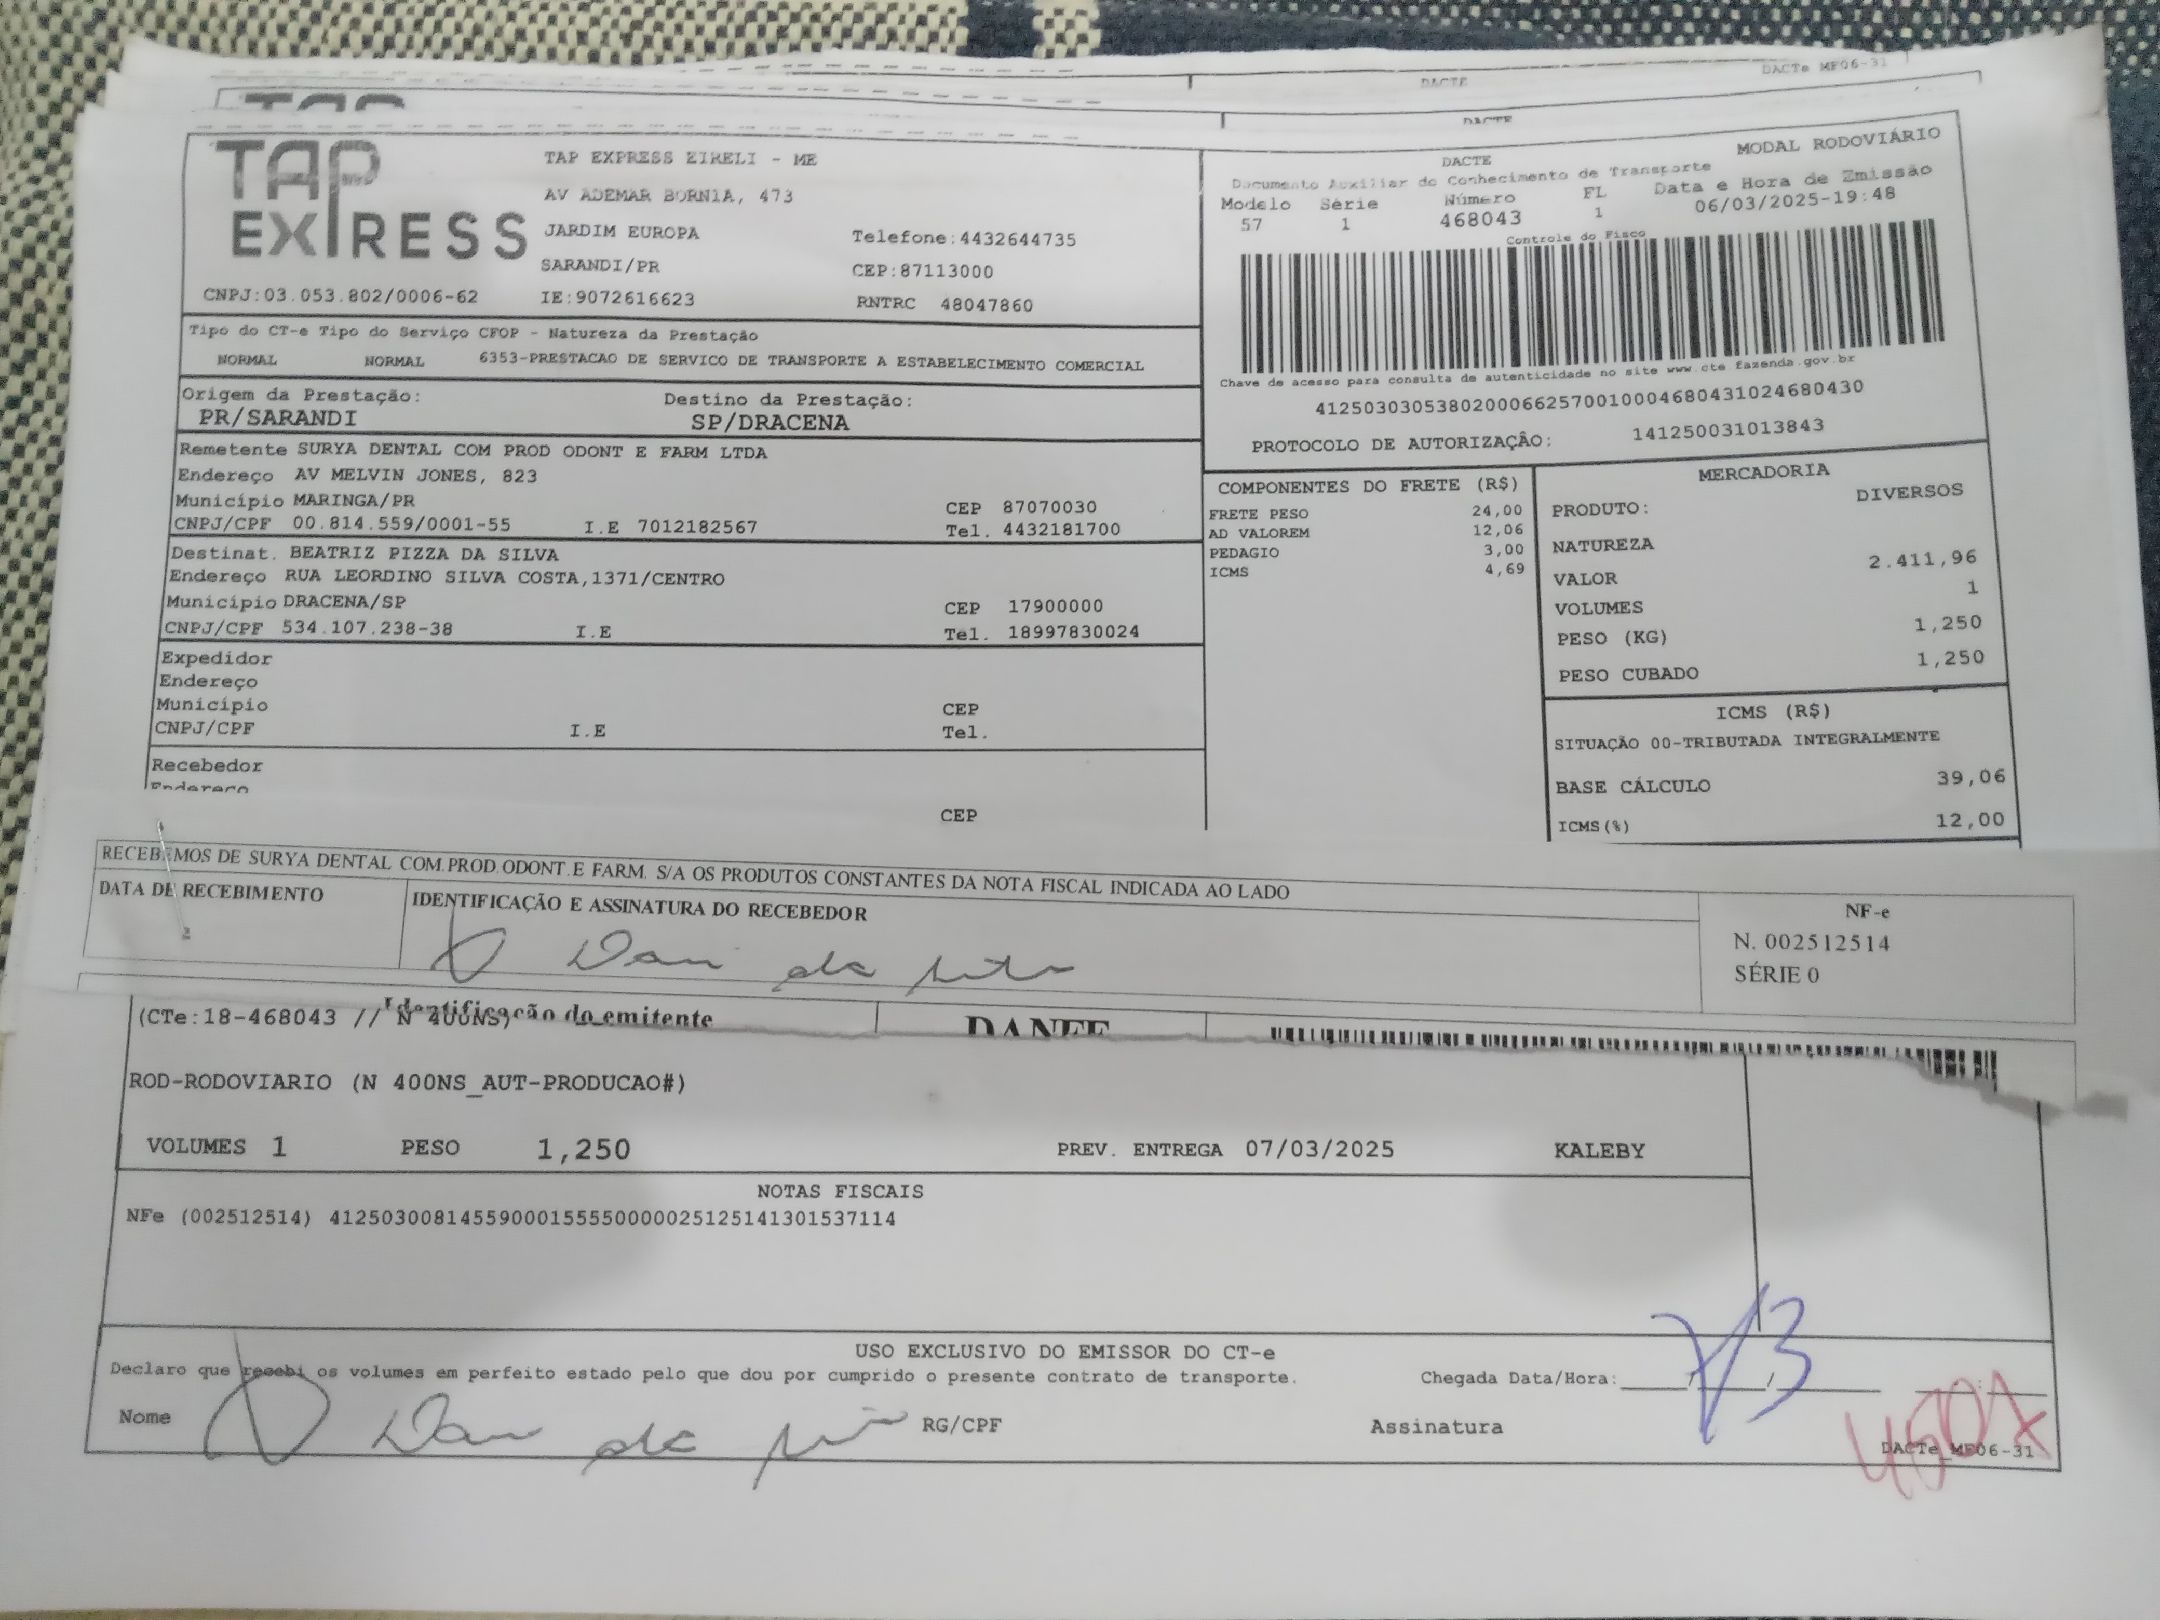 DACTe MF06-31
DACTE
TAP
DACTE
TAP EXPRESS
TAP EXPRESS EIRELI - ME
AV ADEMAR BORNIA, 473
JARDIM EUROPA Telefone:4432644735
SARANDI/PR CEP:87113000
CNPJ:03.053.802/0006-62 IE:9072616623 RNTRC 48047860
DACTE MODAL RODOVIÁRIO
Documento Auxiliar do Conhecimento de Transporte
Modelo Série Número FL Data e Hora de Emissão
57 1 468043 1 06/03/2025-19:48
Controle do Fisco
Chave de acesso para consulta de autenticidade no site www.cte.fazenda.gov.br
41250303053802000662570010004680431024680430
PROTOCOLO DE AUTORIZAÇÂO: 141250031013843
Tipo do CT-e Tipo do Serviço CFOP - Natureza da Prestação
NORMAL NORMAL 6353-PRESTACAO DE SERVICO DE TRANSPORTE A ESTABELECIMENTO COMERCIAL
Origem da Prestação: Destino da Prestação:
PR/SARANDI SP/DRACENA
Remetente SURYA DENTAL COM PROD ODONT E FARM LTDA
Endereço AV MELVIN JONES, 823
Município MARINGA/PR CEP 87070030
CNPJ/CPF 00.814.559/0001-55 I.E 7012182567 Tel. 4432181700
Destinat. BEATRIZ PIZZA DA SILVA
Endereço RUA LEORDINO SILVA COSTA,1371/CENTRO
Município DRACENA/SP CEP 17900000
CNPJ/CPF 534.107.238-38 I.E Tel. 18997830024
Expedidor
Endereço
Município CEP
CNPJ/CPF I.E Tel.
Recebedor
Endereço
CEP
COMPONENTES DO FRETE (R$)
FRETE PESO 24,00
AD VALOREM 12,06
PEDAGIO 3,00
ICMS 4,69
MERCADORIA
PRODUTO: DIVERSOS
NATUREZA
VALOR 2.411,96
VOLUMES 1
PESO (KG) 1,250
PESO CUBADO 1,250
ICMS (R$)
SITUAÇÃO 00-TRIBUTADA INTEGRALMENTE
BASE CÁLCULO 39,06
ICMS(%) 12,00
RECEBEMOS DE SURYA DENTAL COM.PROD.ODONT.E FARM. S/A OS PRODUTOS CONSTANTES DA NOTA FISCAL INDICADA AO LADO
DATA DE RECEBIMENTO IDENTIFICAÇÃO E ASSINATURA DO RECEBEDOR
NF-e
N. 002512514
SÉRIE 0
Identificação do emitente DANFE
(CTe:18-468043 // N 400NS)
ROD-RODOVIARIO (N 400NS_AUT-PRODUCAO#)
VOLUMES 1 PESO 1,250 PREV. ENTREGA 07/03/2025 KALEBY
NOTAS FISCAIS
NFe (002512514) 41250300814559000155550000025125141301537114
USO EXCLUSIVO DO EMISSOR DO CT-e
Declaro que recebi os volumes em perfeito estado pelo que dou por cumprido o presente contrato de transporte. Chegada Data/Hora:____/____/______ __:__
Nome RG/CPF Assinatura
DACTe_MF06-31